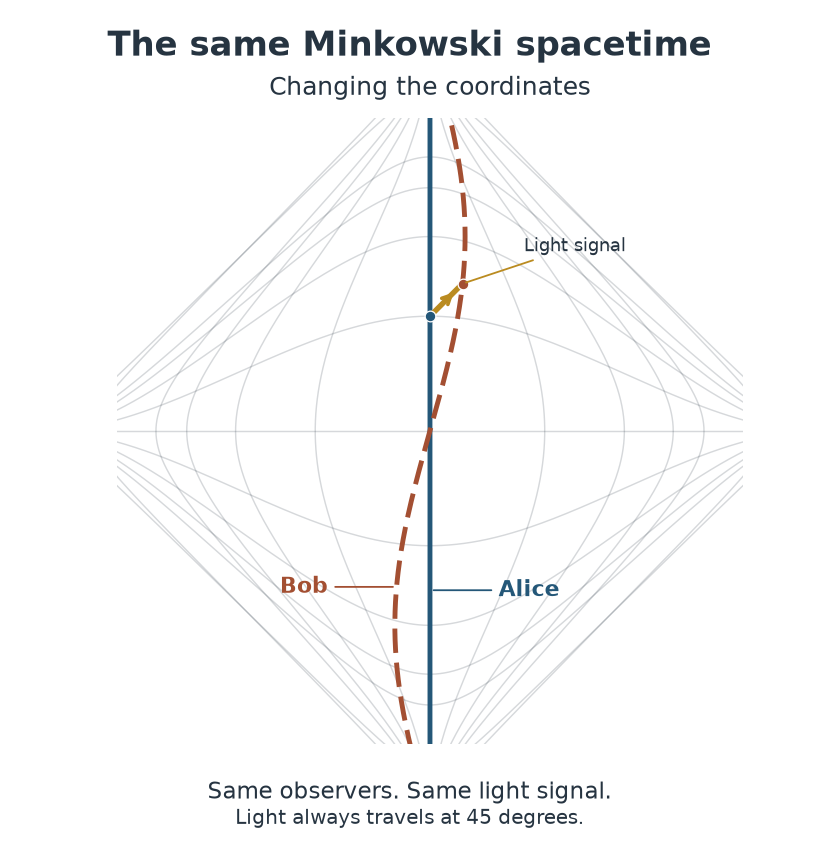 The same Minkowski spacetime
Changing the coordinates
Light signal
Bob
Alice
Same observers. Same light signal.
Light always travels at 45 degrees.